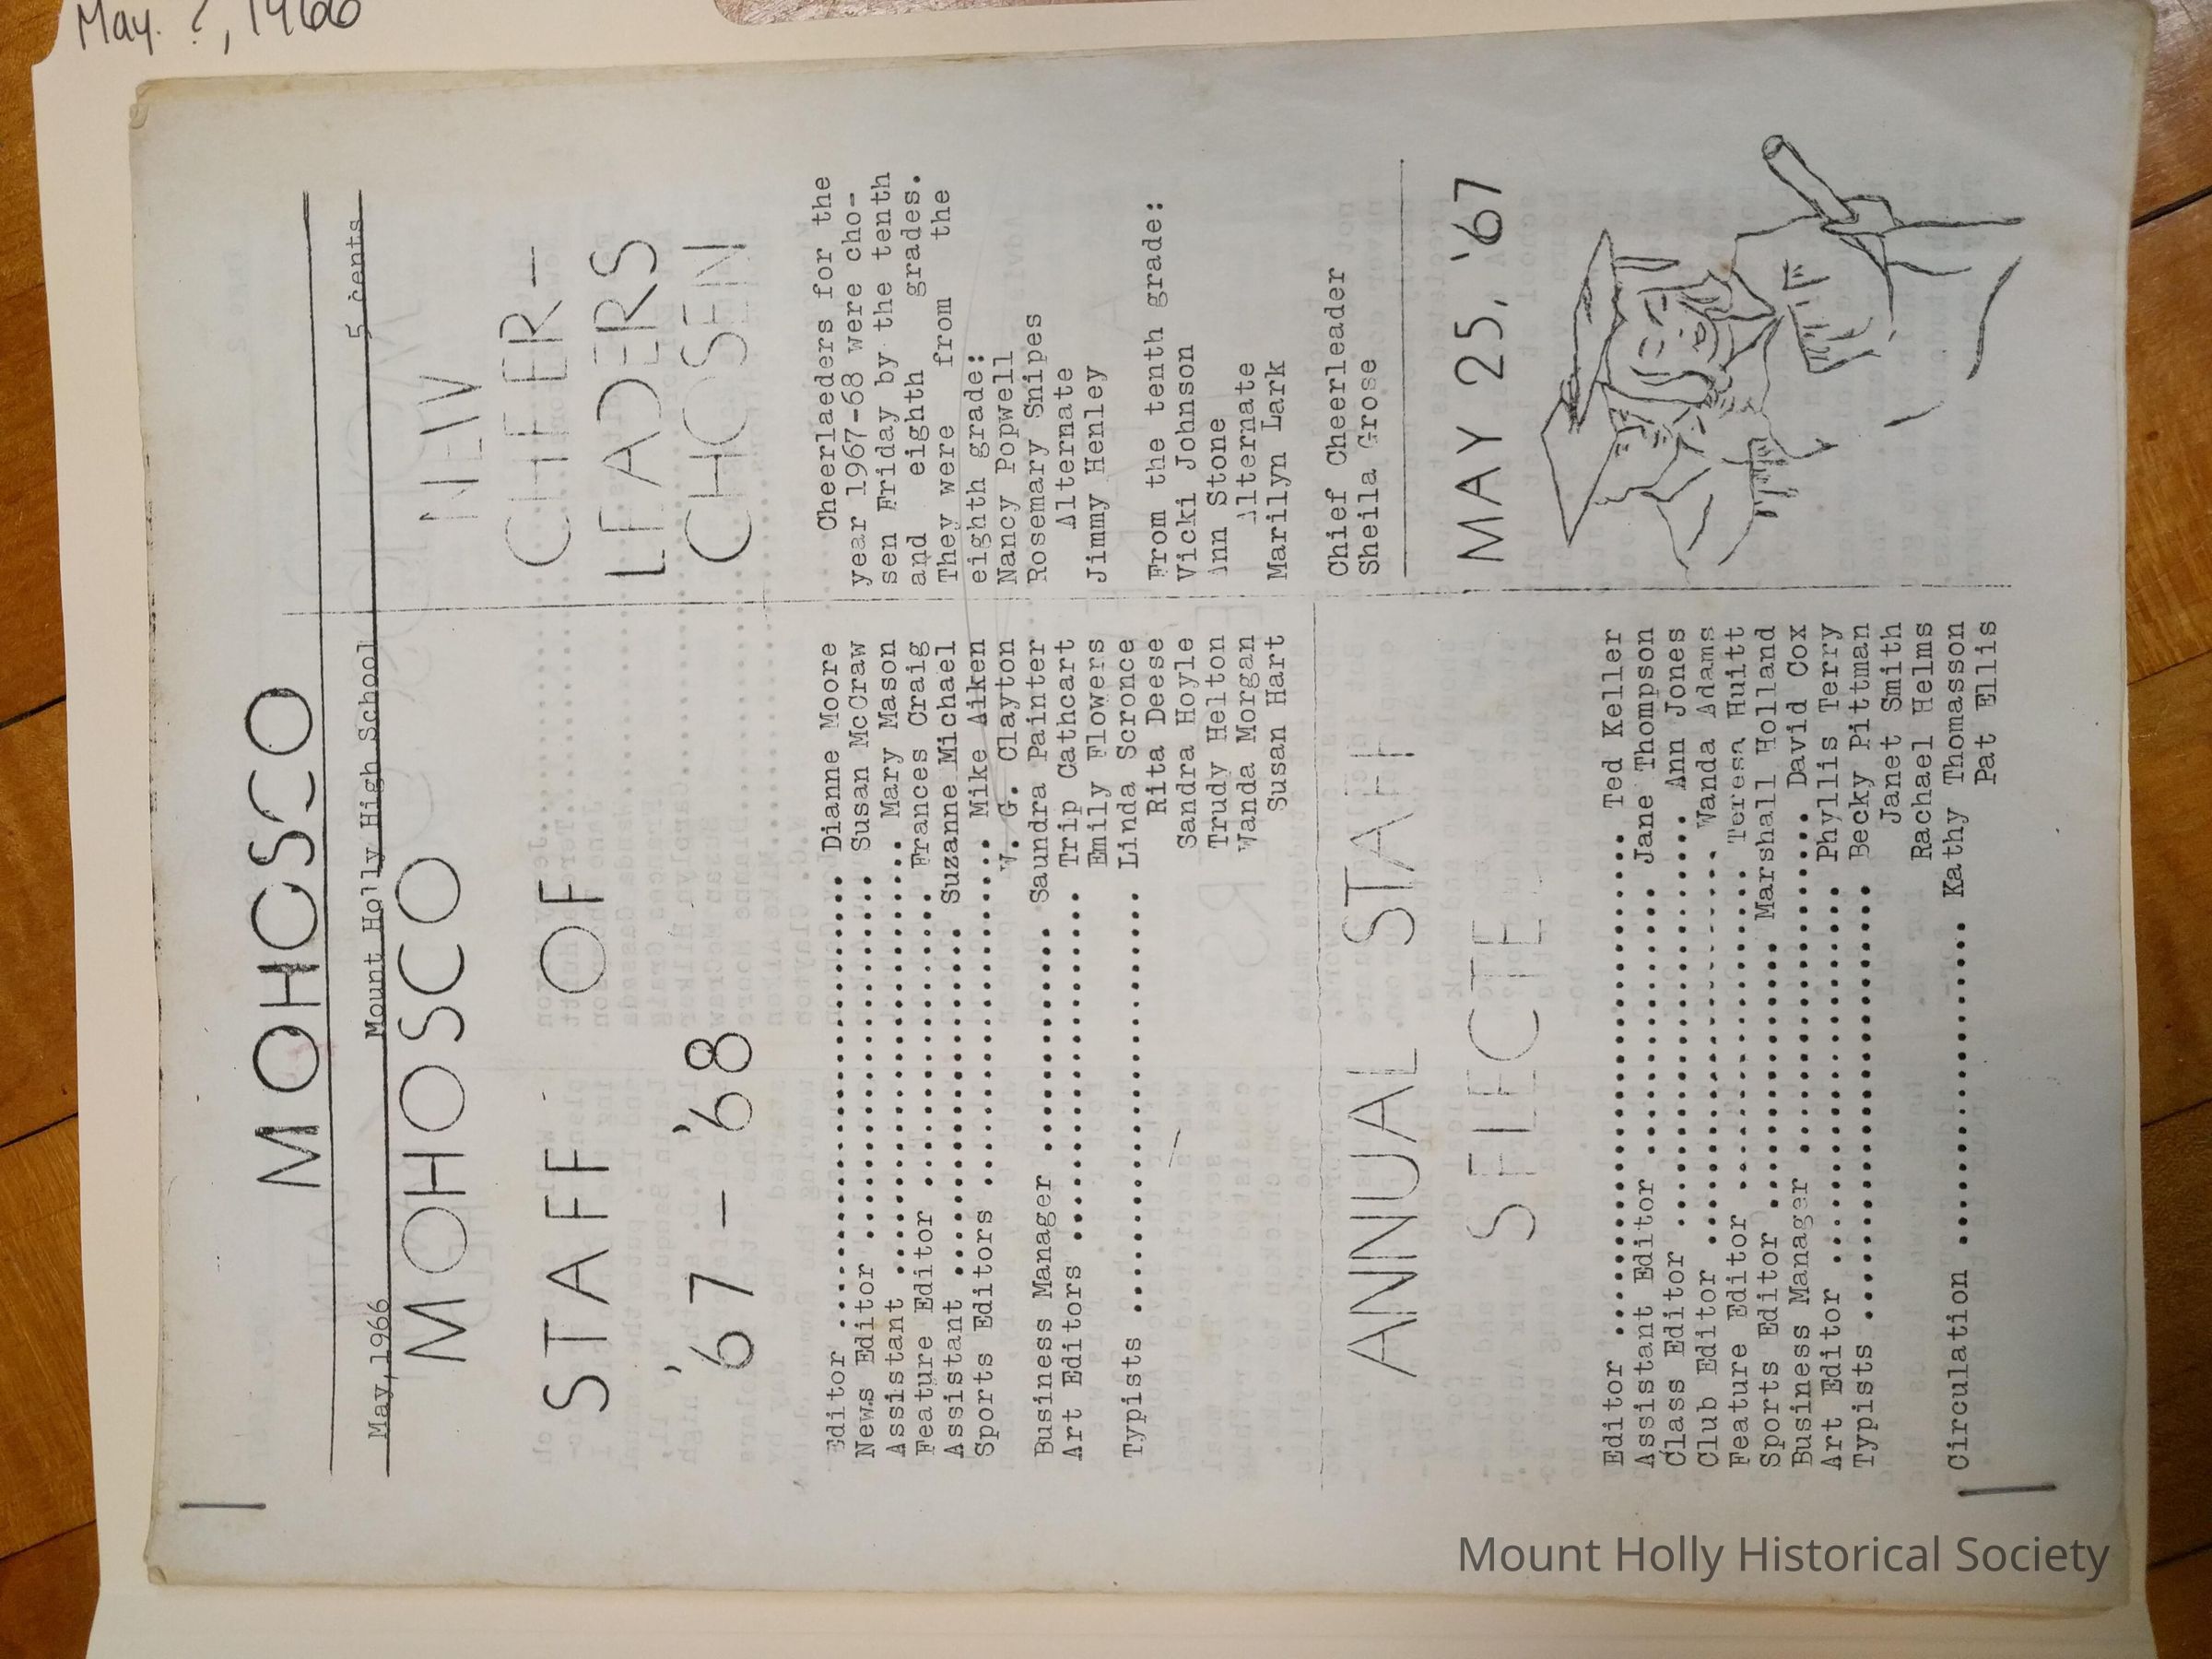 May. ?, 1966
MOHOSCO
May, 1966 Mount Holly High School 5 cents
MOHOSCO
STAFF OF
'67 - '68
Editor .................................. Dianne Moore
News Editor .......................... Susan McCraw
Assistant ............................... Mary Mason
Feature Editor ..................... Frances Craig
Assistant ........................ Suzanne Michael
Sports Editors ........................ Mike Aiken
W. G. Clayton
Business Manager ............... Saundra Painter
Art Editors ...................... Trip Cathcart
Emily Flowers
Typists ............................ Linda Scronce
Rita Deese
Sandra Hoyle
Trudy Helton
Wanda Morgan
Susan Hart
ANNUAL STAFF
SELECTE
Editor ................................... Ted Keller
Assistant Editor .................. Jane Thompson
Class Editor ........................... Ann Jones
Club Editor .......................... Wanda Adams
Feature Editor ..................... Teresa Huitt
Sports Editor ................. Marshall Holland
Business Manager ........................ David Cox
Art Editor ......................... Phyllis Terry
Typists ............................ Becky Pittman
Janet Smith
Rachael Helms
Circulation ..................... Kathy Thomasson
Pat Ellis
NEW
CHEER-
LEADERS
CHOSEN
Cheerlaeders for the
year 1967-68 were cho-
sen Friday by the tenth
and eighth grades.
They were from the
eighth ggrade:
Nancy Popwell
Rosemary Snipes
Alternate
Jimmy Henley
From the tenth grade:
Vicki Johnson
Ann Stone
Alternate
Marilyn Lark
Chief Cheerleader
Sheila Grose
MAY 25, '67
Mount Holly Historical Society